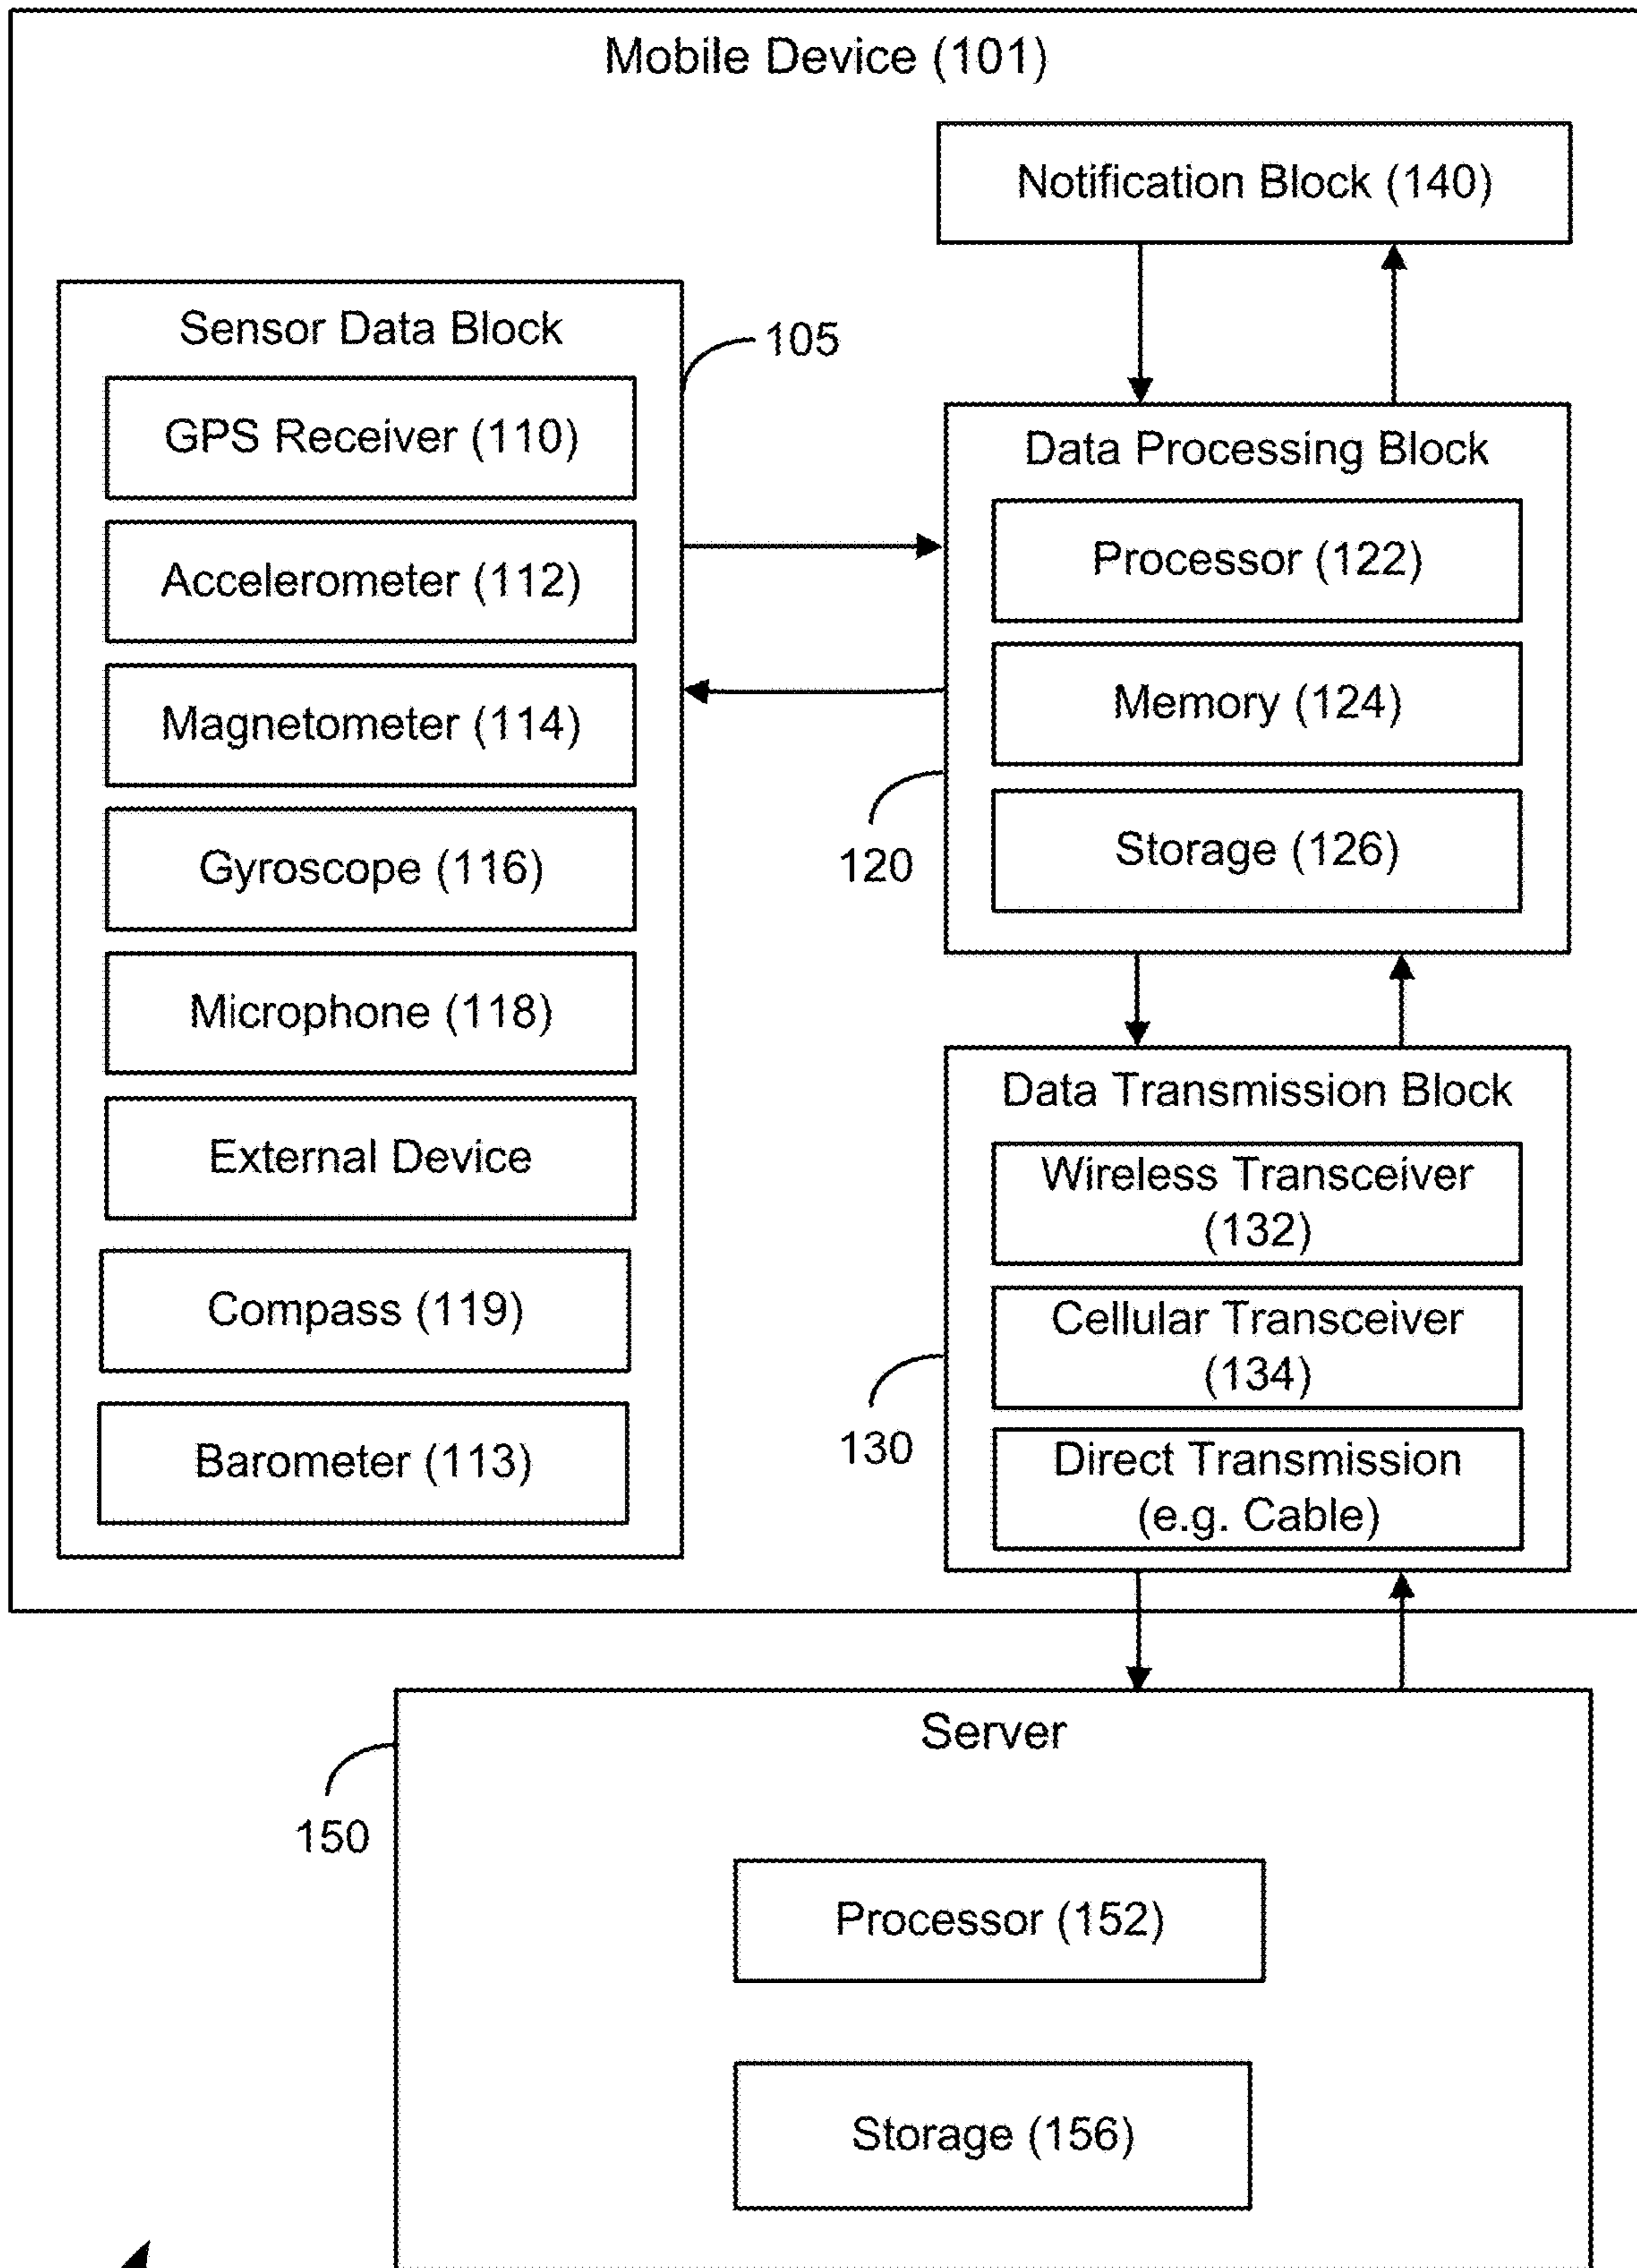 Mobile Device (101)
Notification Block (140)
Sensor Data Block
105
GPS Receiver (110)
Accelerometer (112)
Magnetometer (114)
Gyroscope (116)
Microphone (118)
External Device
Compass (119)
Barometer (113)
Data Processing Block
Processor (122)
Memory (124)
Storage (126)
120
Data Transmission Block
Wireless Transceiver
(132)
Cellular Transceiver
(134)
Direct Transmission
(e.g. Cable)
130
Server
150
Processor (152)
Storage (156)